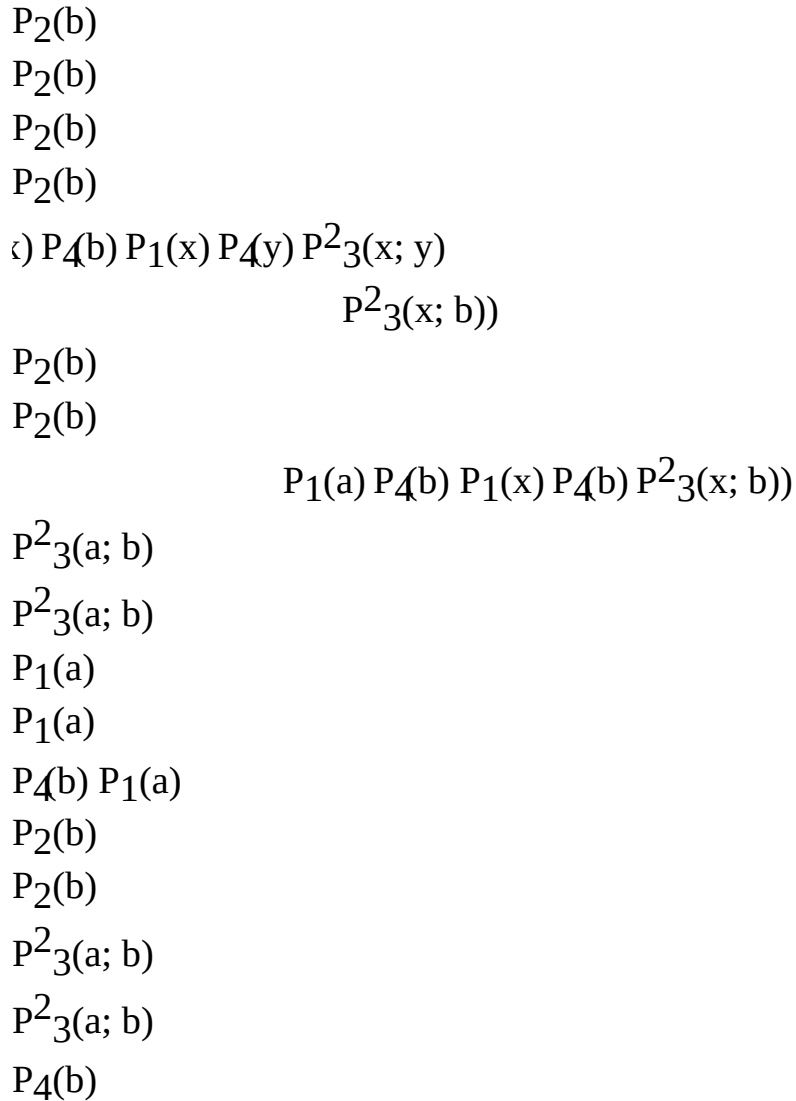 P₂(b)
P₂(b)
P₂(b)
P₂(b)
x) P₄(b) P₁(x) P₄(y) P²₃(x; y)
P²₃(x; b))
P₂(b)
P₂(b)
P₁(a) P₄(b) P₁(x) P₄(b) P²₃(x; b))
P²₃(a; b)
P²₃(a; b)
P₁(a)
P₁(a)
P₄(b) P₁(a)
P₂(b)
P₂(b)
P²₃(a; b)
P²₃(a; b)
P₄(b)